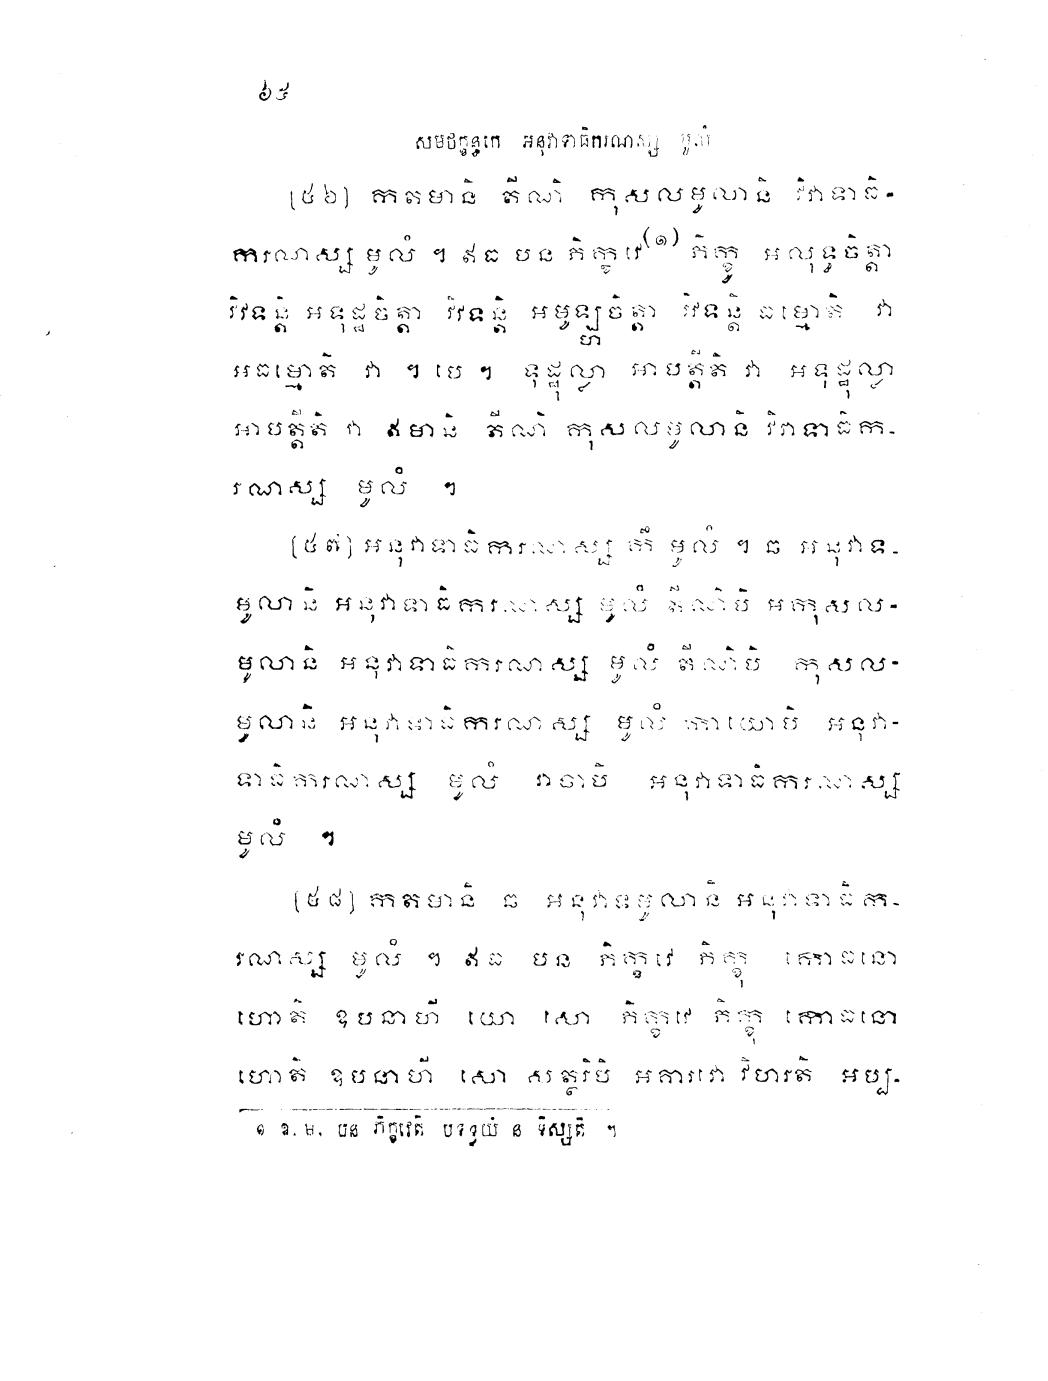 ៦៥
សមថក្ខន្ធកេ អនុវាទាធិករណស្ស មូលំ
[៥៦] កតមានិ តីណិ កុសលមូលានិ វិវាទាធិ-
ករណស្ស មូលំ ។ ឥធ បន ភិក្ខវេ(១) ភិក្ខូ អលុទ្ធចិត្តា
វិវទន្តិ អទុដ្ឋចិត្តា វិវទន្តិ អមូឡ្ហចិត្តា វិវទន្តិ ធម្មោតិ វា
អធម្មោតិ វា ។ បេ ។ ទុដ្ឋុល្លា អាបត្តីតិ វា អទុដ្ឋុល្លា
អាបត្តីតិ វា ឥមានិ តីណិ កុសលមូលានិ វិវាទាធិក-
រណស្ស មូលំ ។
[៥៧] អនុវាទាធិករណស្ស កឹ មូលំ ។ ឆ អនុវាទ-
មូលានិ អនុវាទាធិករណស្ស មូលំ តីណិបិ អកុសល-
មូលានិ អនុវាទាធិករណស្ស មូលំ តីណិបិ កុសល-
មូលានិ អនុវាទាធិករណស្ស មូលំ កាយោបិ អនុវា-
ទាធិករណស្ស មូលំ វាចាបិ អនុវាទាធិករណស្ស
មូលំ ។
[៥៨] កតមានិ ឆ អនុវាទមូលានិ អនុវាទាធិក-
រណស្ស មូលំ ។ ឥធ បន ភិក្ខវេ ភិក្ខុ កោធនោ
ហោតិ ឧបនាហី យោ សោ ភិក្ខវេ ភិក្ខុ កោធនោ
ហោតិ ឧបនាហី សោ សត្ថរិបិ អគារវោ វិហរតិ អប្ប-
១ ឱ. ម. បន ភិក្ខវេតិ បទទ្វយំ ន ទិស្សតិ ។